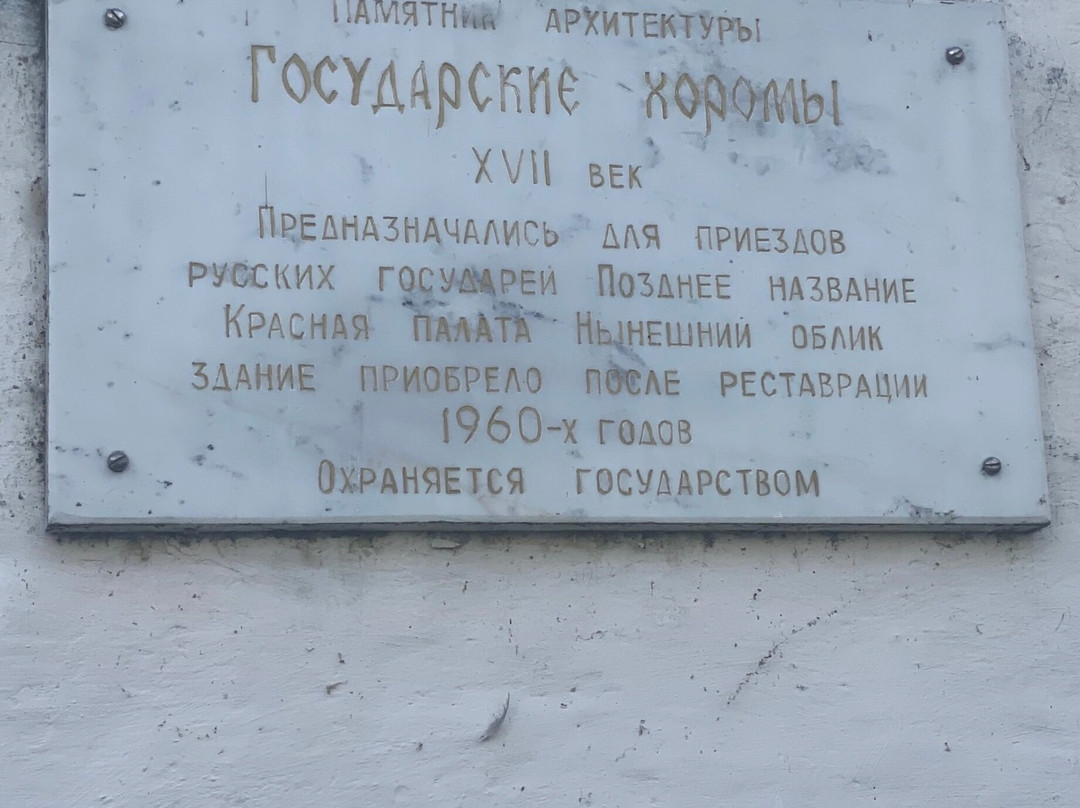 Памятник архитектуры
Государские хоромы
XVII век
Предназначались для приездов
русских государей Позднее название
Красная палата Нынешний облик
здание приобрело после реставрации
1960-х годов
Охраняется государством